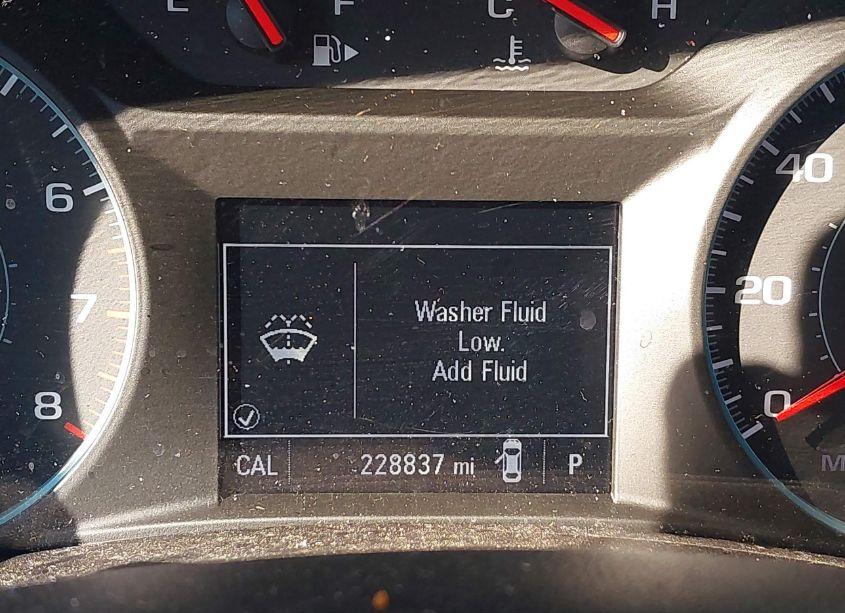 E F
C H
6
7
8
40
20
0
M
Washer Fluid
Low.
Add Fluid
CAL 228837 mi P